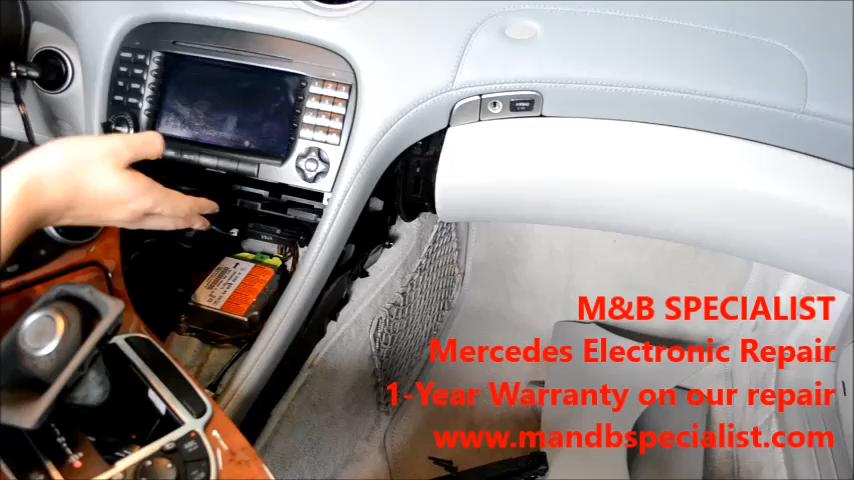 M&B SPECIALIST
Mercedes Electronic Repair
1-Year Warranty on our repair
www.mandbspecialist.com